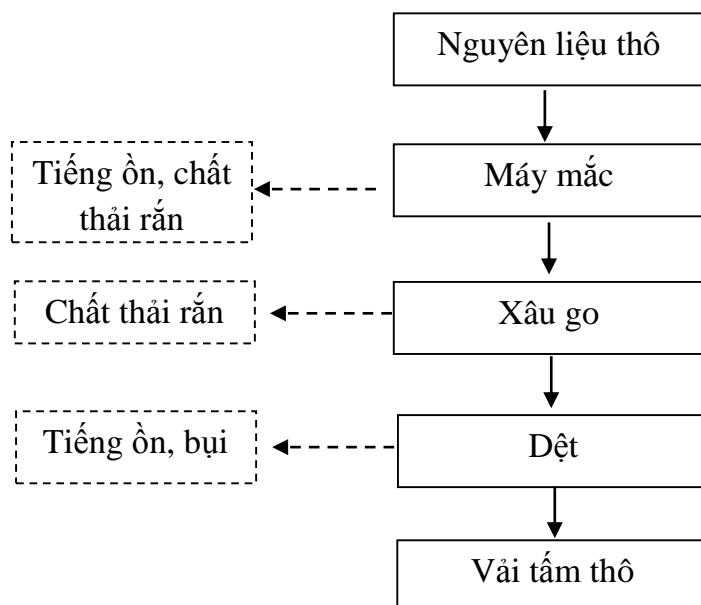 Nguyên liệu thô
Tiếng ồn, chất
thải rắn
Máy mắc
Chất thải rắn
Xâu go
Tiếng ồn, bụi
Dệt
Vải tấm thô